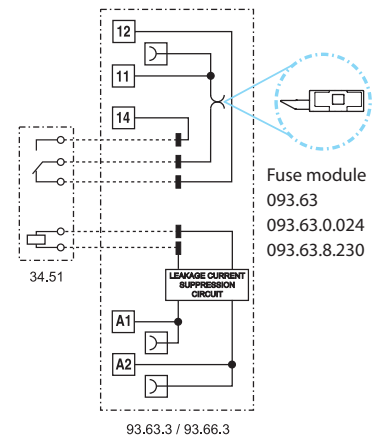 12
11
14
34.51
Fuse module
093.63
093.63.0.024
093.63.8.230
LEAKAGE CURRENT
SUPPRESSION
CIRCUIT
A1
A2
93.63.3 / 93.66.3